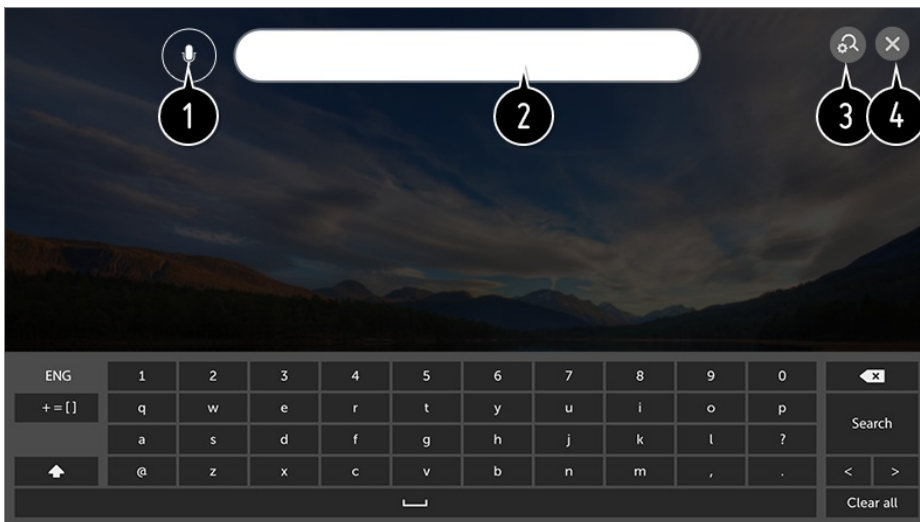 1 2 3 4
ENG 1 2 3 4 5 6 7 8 9 0
+=[] q w e r t y u i o p
Search
a s d f g h j k l ?
@ z x c v b n m , . < >
Clear all